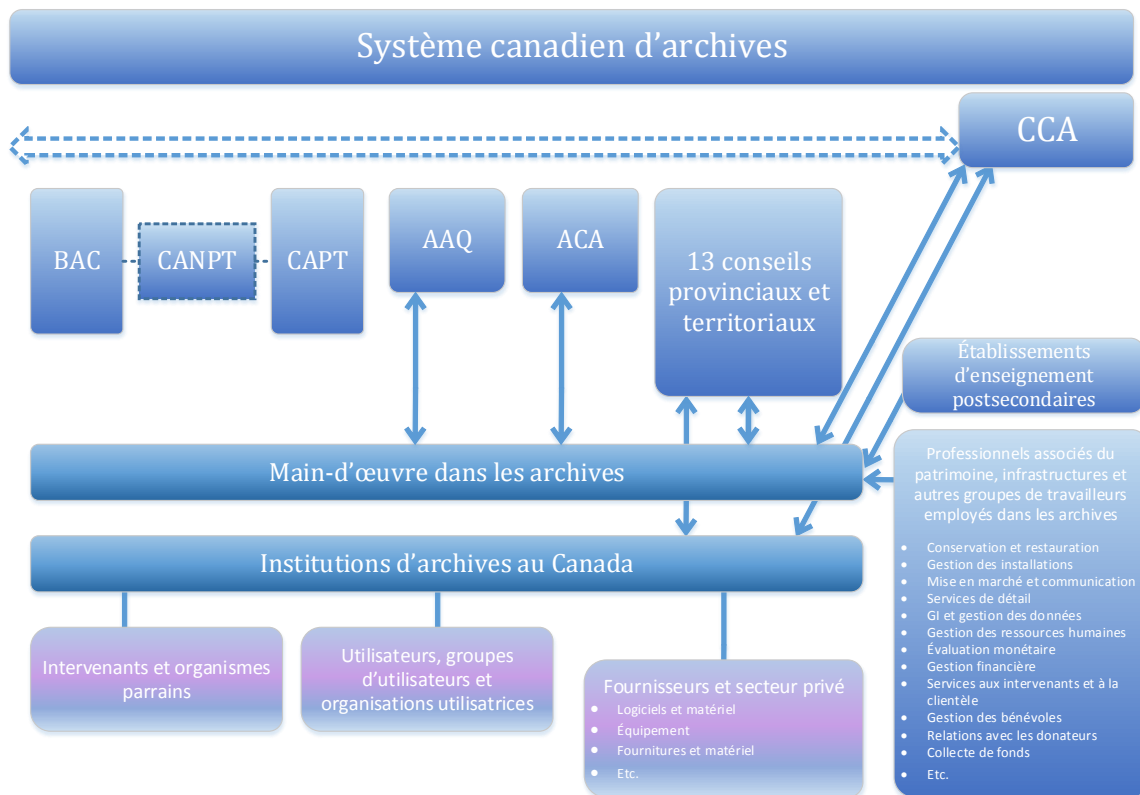 Système canadien d’archives
CCA
BAC
CANPT
CAPT
AAQ
ACA
13 conseils
provinciaux et
territoriaux
Établissements
d’enseignement
postsecondaires
Main-d’œuvre dans les archives
Institutions d’archives au Canada
Professionnels associés du
patrimoine, infrastructures et
autres groupes de travailleurs
employés dans les archives
• Conservation et restauration
• Gestion des installations
• Mise en marché et communication
• Services de détail
• GI et gestion des données
• Gestion des ressources humaines
• Évaluation monétaire
• Gestion financière
• Services aux intervenants et à la
clientèle
• Gestion des bénévoles
• Relations avec les donateurs
• Collecte de fonds
• Etc.
Intervenants et organismes
parrains
Utilisateurs, groupes
d’utilisateurs et
organisations utilisatrices
Fournisseurs et secteur privé
• Logiciels et matériel
• Équipement
• Fournitures et matériel
• Etc.